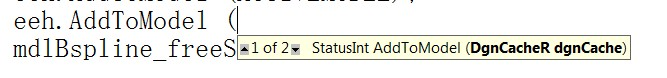 eeh.AddToModel (
▲1 of 2▼ StatusInt AddToModel (DgnCacheR dgnCache)
mdlBspline_freeS